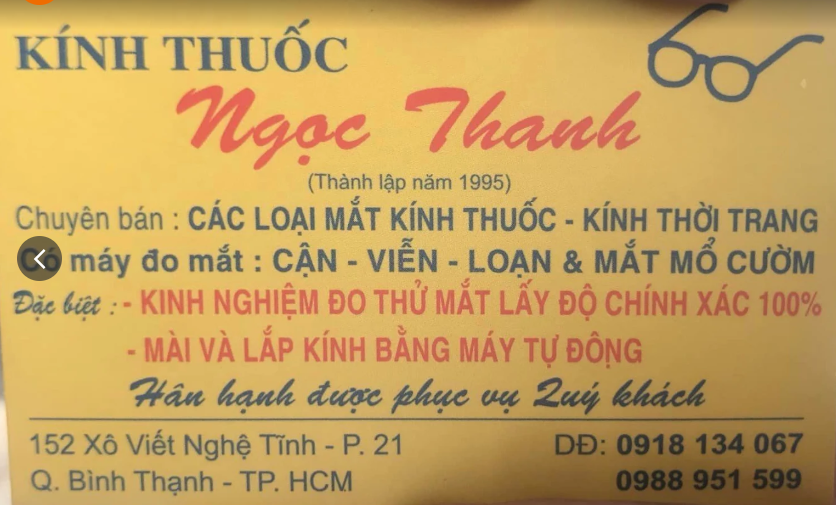 KÍNH THUỐC
Ngọc Thanh
(Thành lập năm 1995)
Chuyên bán : CÁC LOẠI MẮT KÍNH THUỐC - KÍNH THỜI TRANG
Có máy đo mắt : CẬN - VIỄN - LOẠN & MẮT MỔ CƯỜM
Đặc biệt : - KINH NGHIỆM ĐO THỬ MẮT LẤY ĐỘ CHÍNH XÁC 100%
- MÀI VÀ LẮP KÍNH BẰNG MÁY TỰ ĐỘNG
Hân hạnh được phục vụ Quý khách
152 Xô Viết Nghệ Tĩnh - P. 21 DĐ: 0918 134 067
Q. Bình Thạnh - TP. HCM 0988 951 599